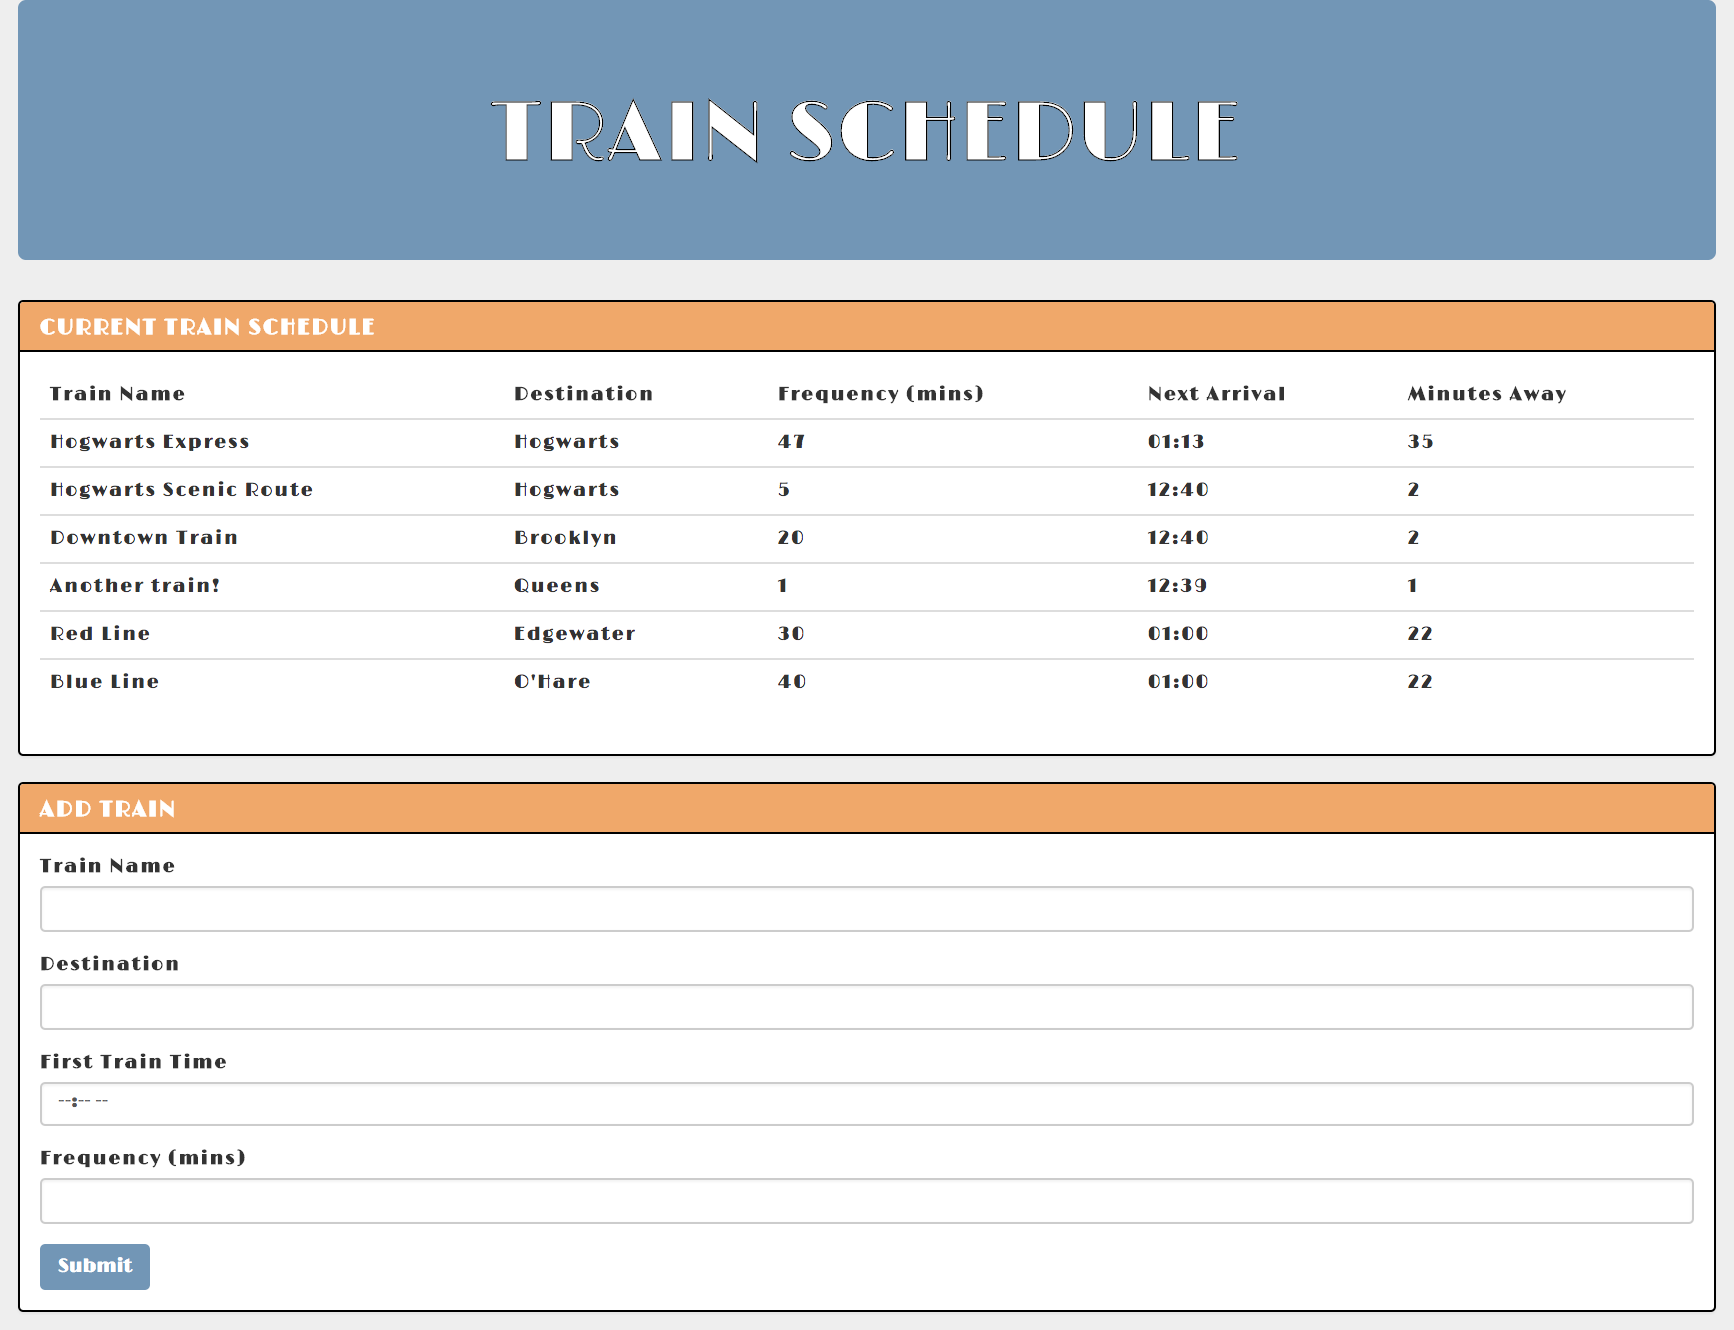 TRAIN SCHEDULE
CURRENT TRAIN SCHEDULE
Train Name Destination Frequency (mins) Next Arrival Minutes Away
Hogwarts Express Hogwarts 47 01:13 35
Hogwarts Scenic Route Hogwarts 5 12:40 2
Downtown Train Brooklyn 20 12:40 2
Another train! Queens 1 12:39 1
Red Line Edgewater 30 01:00 22
Blue Line O'Hare 40 01:00 22
ADD TRAIN
Train Name
Destination
First Train Time
--:-- --
Frequency (mins)
Submit